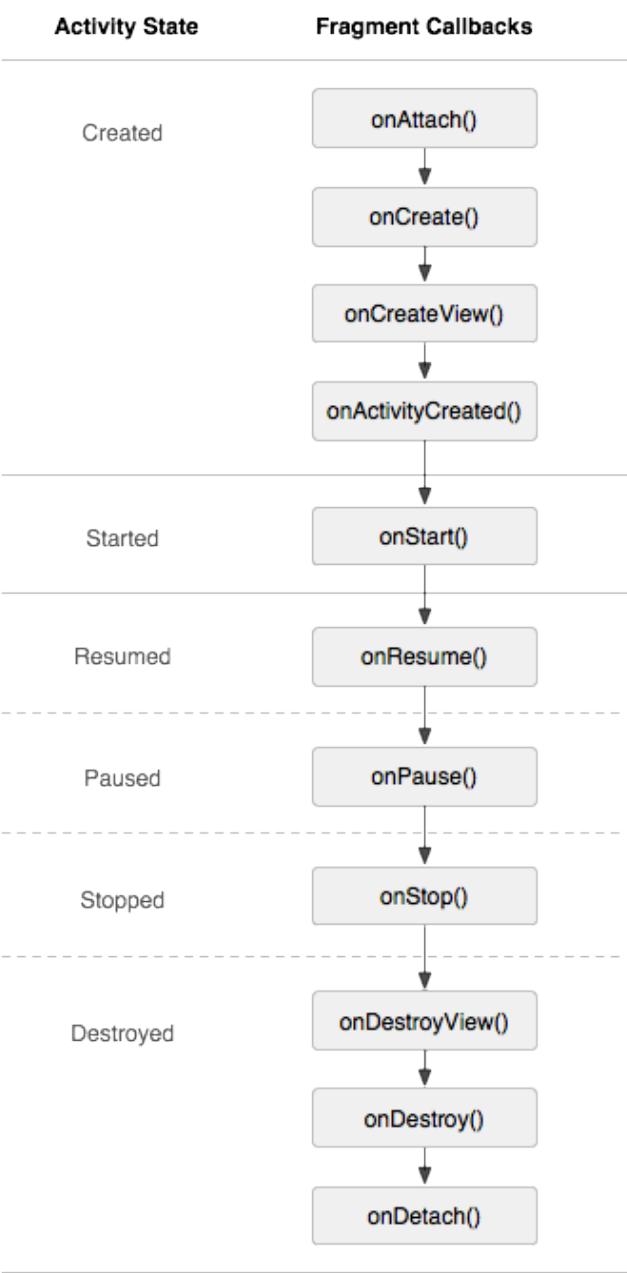 Activity State Fragment Callbacks
Created
onAttach()
onCreate()
onCreateView()
onActivityCreated()
Started
onStart()
Resumed
onResume()
Paused
onPause()
Stopped
onStop()
Destroyed
onDestroyView()
onDestroy()
onDetach()